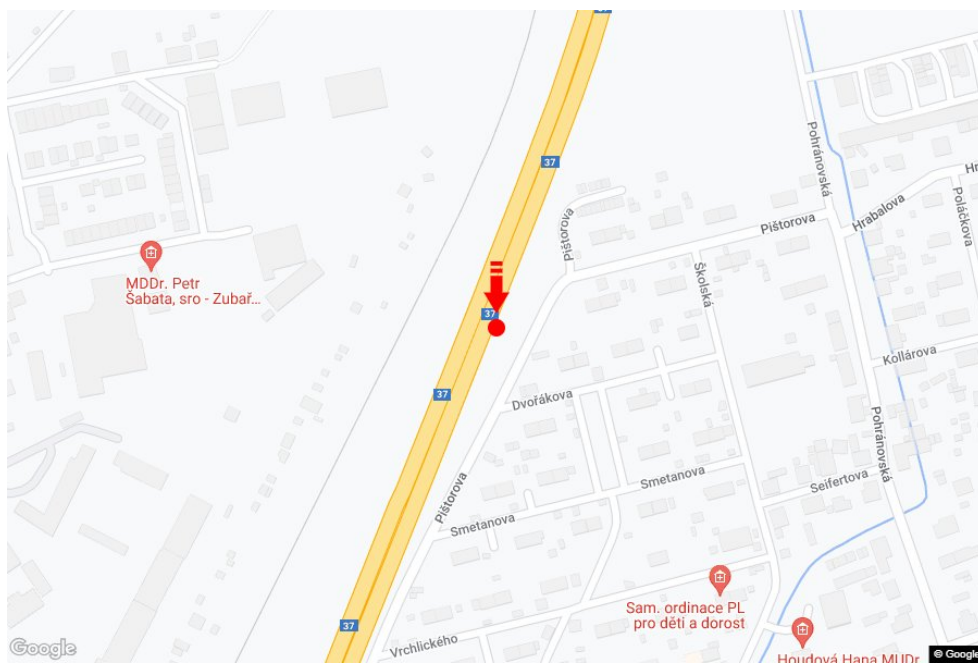 37
Pohránovská
37
Hr
Poláčkova
Hrabalova
Pištorova
Pištorova
MDDr. Petr
Šabata, sro - Zubař...
Školská
37
Kollárova
37
Dvořákova
Pohránovská
Smetanova
Seifertova
Pištorova
Smetanova
Sam. ordinace PL
pro děti a dorost
37
Vrchlického
Houdová Hana MUDr
Google
© Google